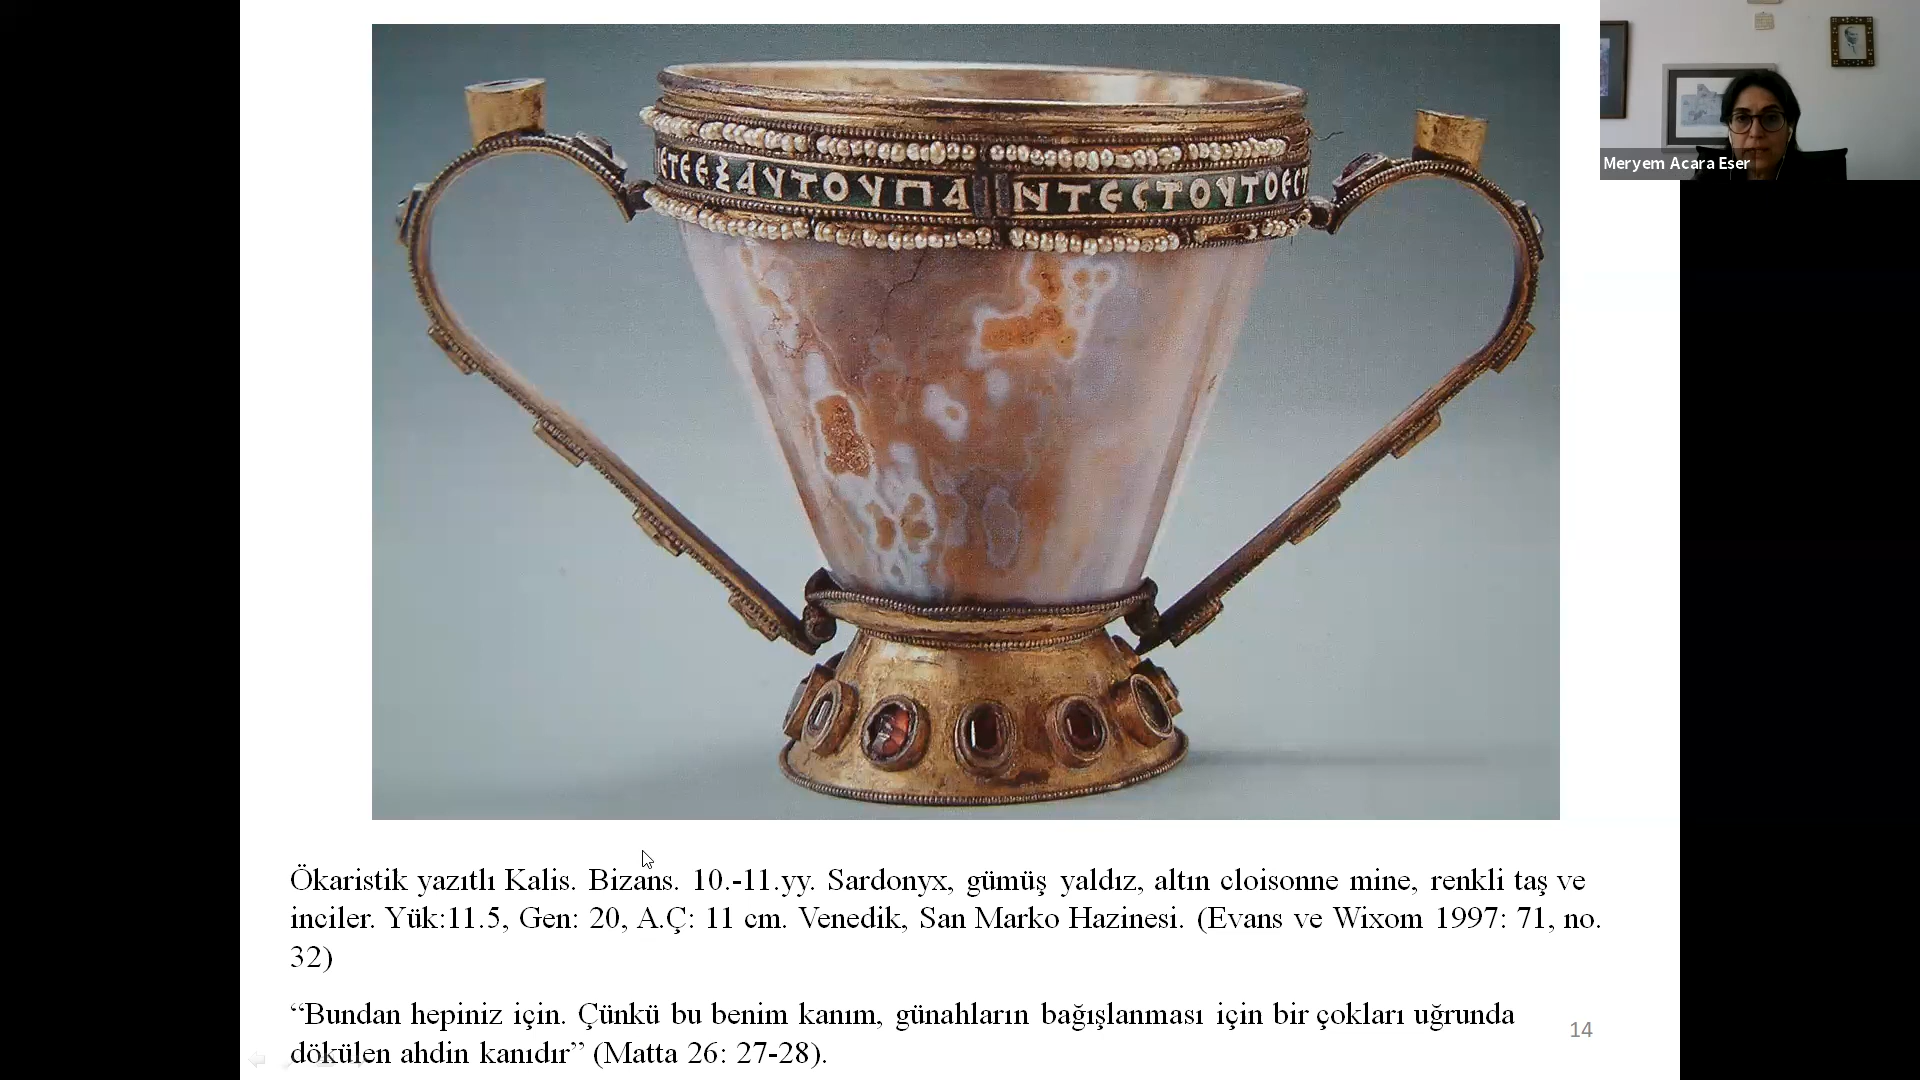 ΙΕΤΕΕΞΑΥΤΟΥΠΑ ΝΤΕСΤΟΥΤΟΕСΤ
Meryem Acara Eser
Ökaristik yazıtlı Kalis. Bizans. 10.-11.yy. Sardonyx, gümüş yaldız, altın cloisonne mine, renkli taş ve
inciler. Yük:11.5, Gen: 20, A.Ç: 11 cm. Venedik, San Marko Hazinesi. (Evans ve Wixom 1997: 71, no.
32)
“Bundan hepiniz için. Çünkü bu benim kanım, günahların bağışlanması için bir çokları uğrunda
dökülen ahdin kanıdır” (Matta 26: 27-28).
14